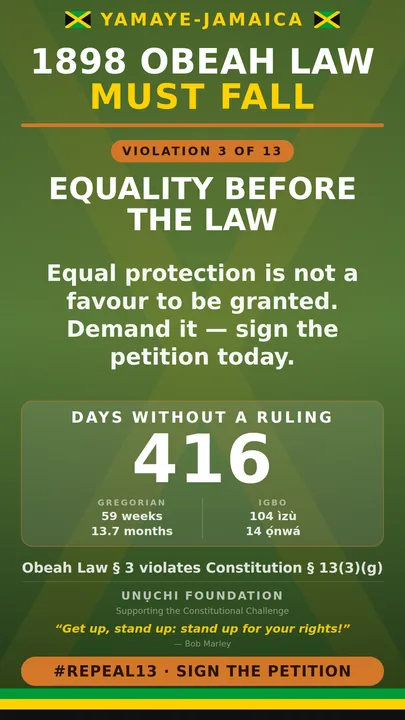 YAMAYE-JAMAICA
1898 OBEAH LAW
MUST FALL
VIOLATION 3 OF 13
EQUALITY BEFORE
THE LAW
Equal protection is not a
favour to be granted.
Demand it — sign the
petition today.
DAYS WITHOUT A RULING
416
GREGORIAN
59 weeks
13.7 months
IGBO
104 ìzù
14 ọ́nwá
Obeah Law § 3 violates Constitution § 13(3)(g)
UNỤCHI FOUNDATION
Supporting the Constitutional Challenge
“Get up, stand up: stand up for your rights!”
— Bob Marley
#REPEAL13 · SIGN THE PETITION